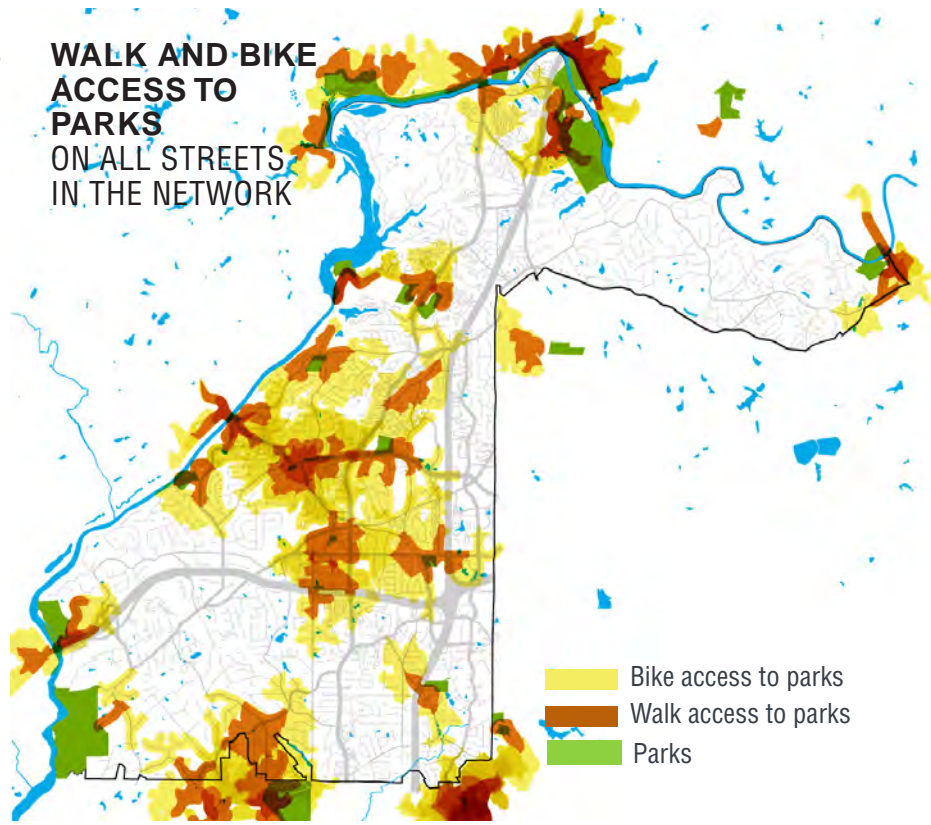 WALK AND BIKE
ACCESS TO
PARKS
ON ALL STREETS
IN THE NETWORK
Bike access to parks
Walk access to parks
Parks